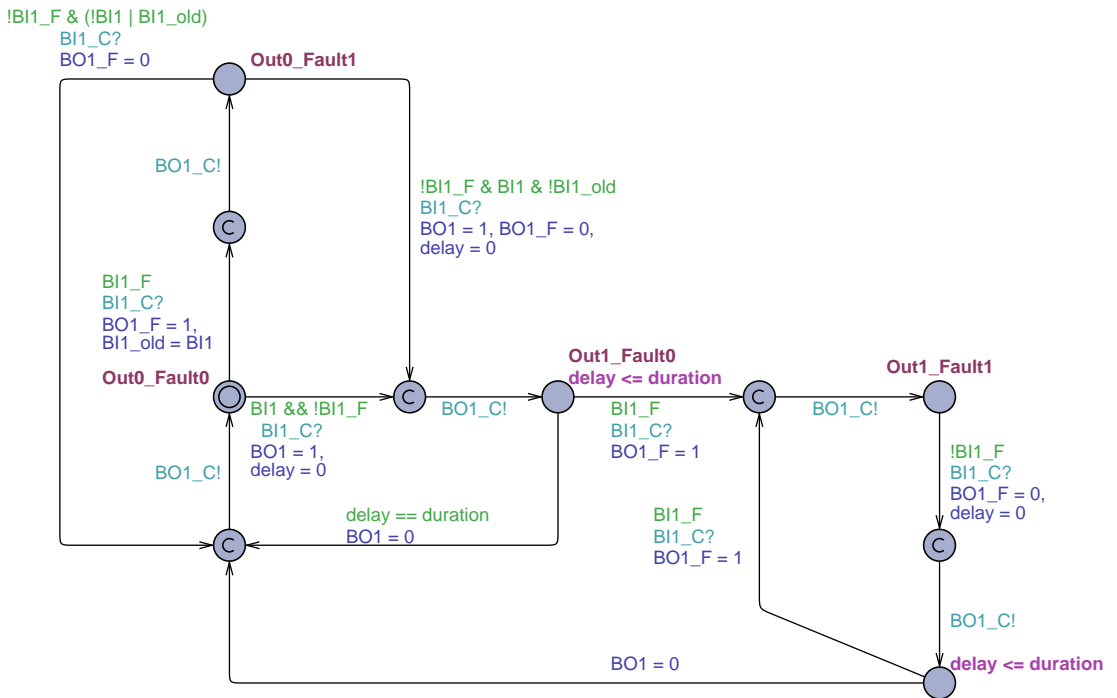 !BI1_F & (!BI1 | BI1_old)
BI1_C?
BO1_F = 0
Out0_Fault1
BO1_C!
!BI1_F & BI1 & !BI1_old
BI1_C?
BO1 = 1, BO1_F = 0,
delay = 0
C
BI1_F
BI1_C?
BO1_F = 1,
BI1_old = BI1
Out0_Fault0
BI1 && !BI1_F
BI1_C?
BO1 = 1,
delay = 0
C
BO1_C!
Out1_Fault0
delay <= duration
BI1_F
BI1_C?
BO1_F = 1
C
BO1_C!
Out1_Fault1
!BI1_F
BI1_C?
BO1_F = 0,
delay = 0
BO1_C!
delay == duration
BO1 = 0
C
BI1_F
BI1_C?
BO1_F = 1
C
BO1_C!
BO1 = 0
delay <= duration